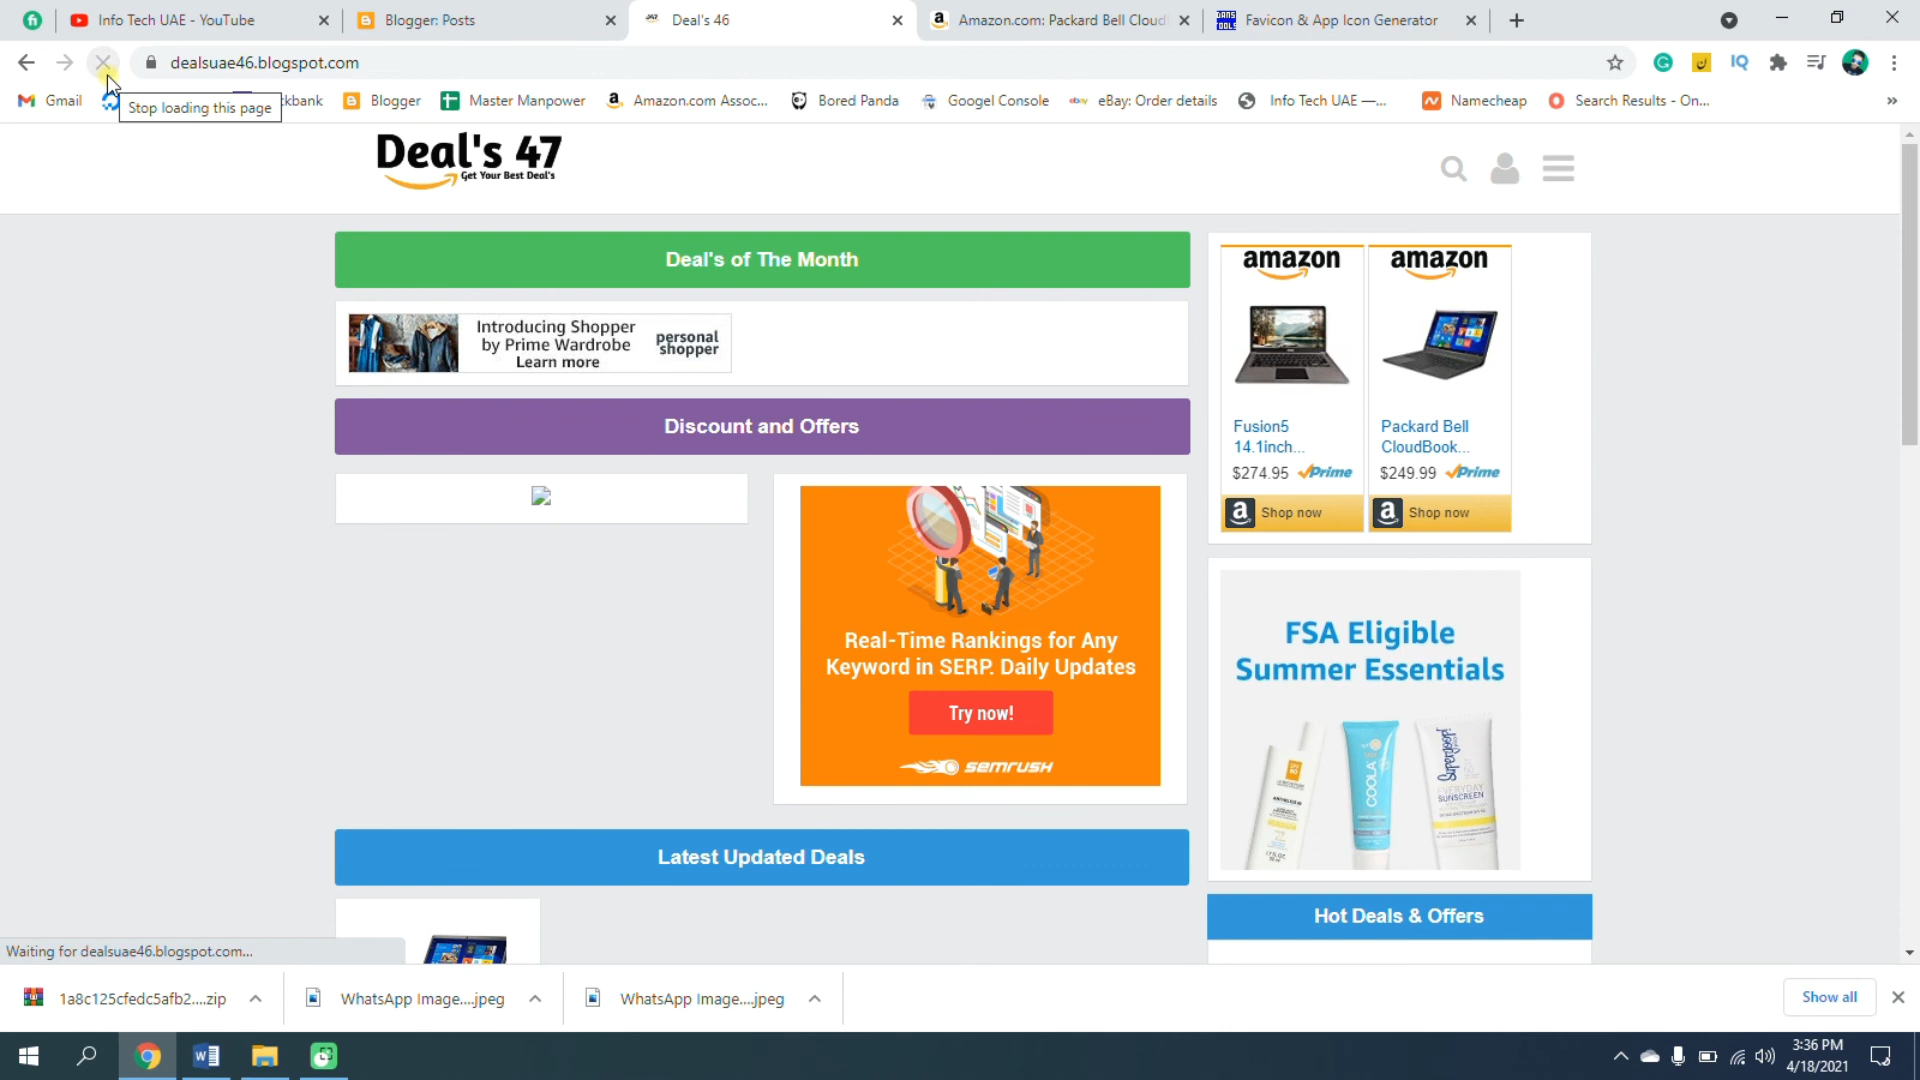 Info Tech UAE - YouTube
Blogger: Posts
Deal's 46
Amazon.com: Packard Bell Cloud
Favicon & App Icon Generator
dealsuae46.blogspot.com
Gmail
ckbank
Blogger
Master Manpower
Amazon.com Assoc...
Bored Panda
Googel Console
eBay: Order details
Info Tech UAE —...
Namecheap
Search Results - On...
Stop loading this page
Deal's 47
Get Your Best Deal's
Deal's of The Month
Introducing Shopper
by Prime Wardrobe
Learn more
personal
shopper
Discount and Offers
Real-Time Rankings for Any
Keyword in SERP. Daily Updates
Try now!
semrush
Latest Updated Deals
amazon
Fusion5
14.1inch...
$274.95 Prime
Shop now
amazon
Packard Bell
CloudBook...
$249.99 Prime
Shop now
FSA Eligible
Summer Essentials
COOLA
Supergoop!
EVERYDAY
SUNSCREEN
Hot Deals & Offers
Waiting for dealsuae46.blogspot.com...
1a8c125cfedc5afb2....zip
WhatsApp Image....jpeg
WhatsApp Image....jpeg
Show all
3:36 PM
4/18/2021